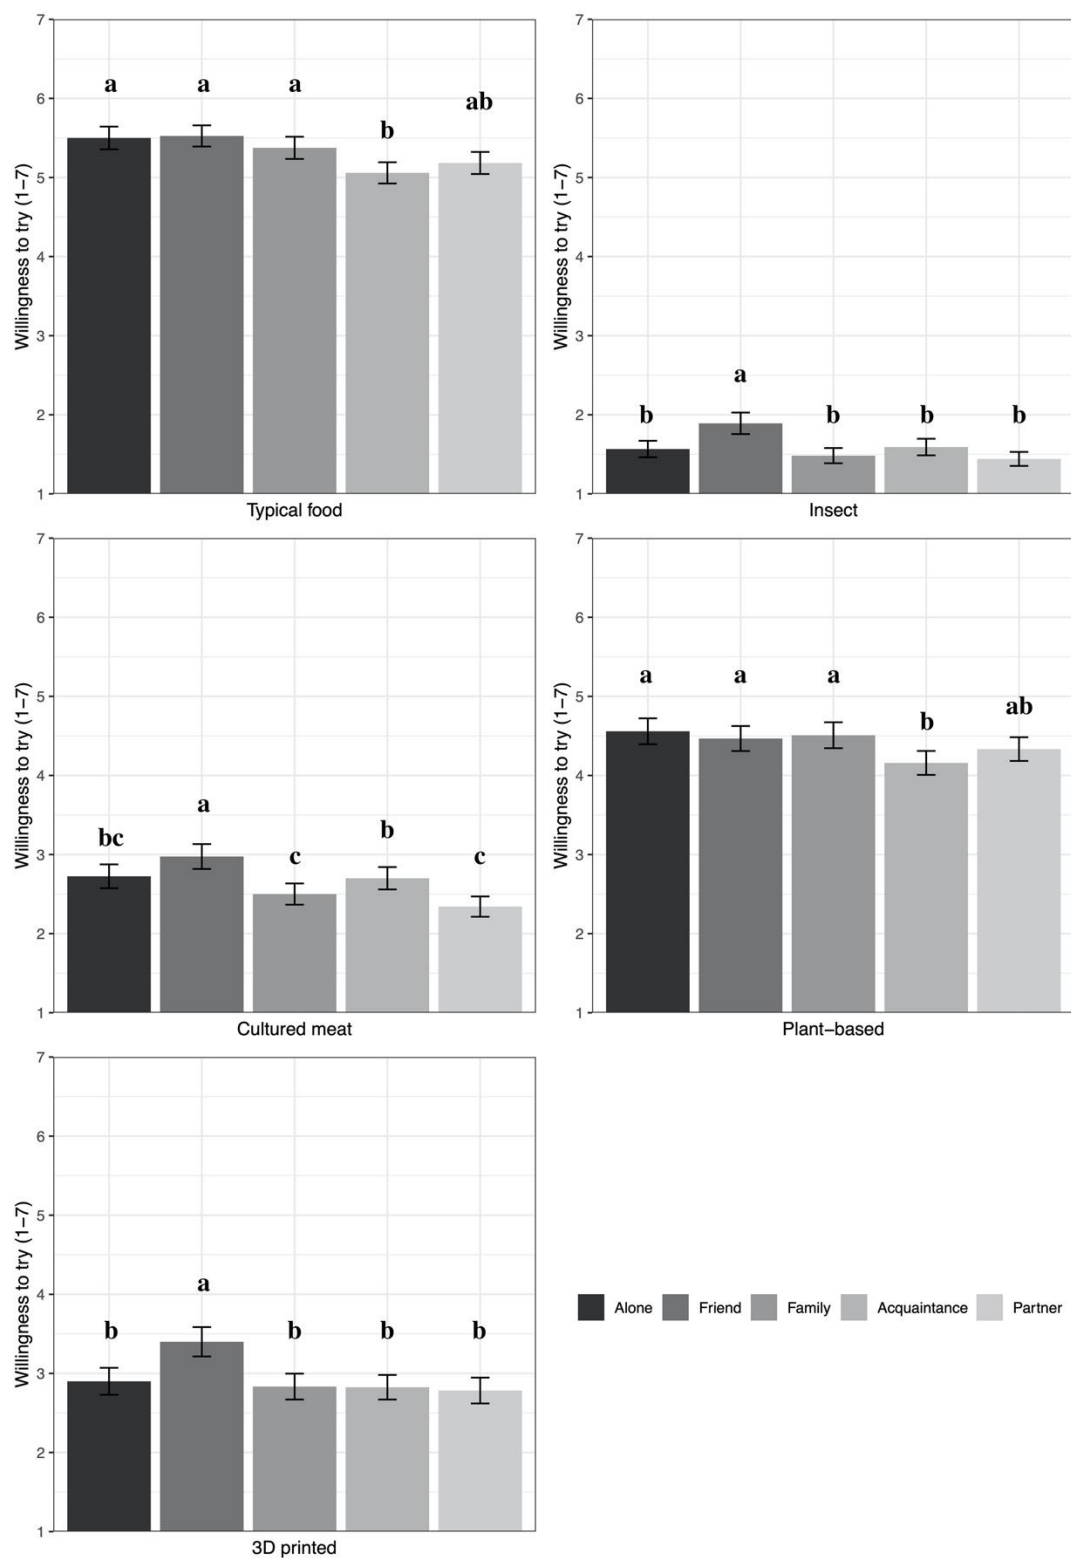 7
6
5
4
3
2
1
Willingness to try (1−7)
a a a b ab
Typical food
7
6
5
4
3
2
1
Willingness to try (1−7)
b a b b b
Insect
7
6
5
4
3
2
1
Willingness to try (1−7)
bc a c b c
Cultured meat
7
6
5
4
3
2
1
Willingness to try (1−7)
a a a b ab
Plant−based
7
6
5
4
3
2
1
Willingness to try (1−7)
b a b b b
3D printed
Alone Friend Family Acquaintance Partner